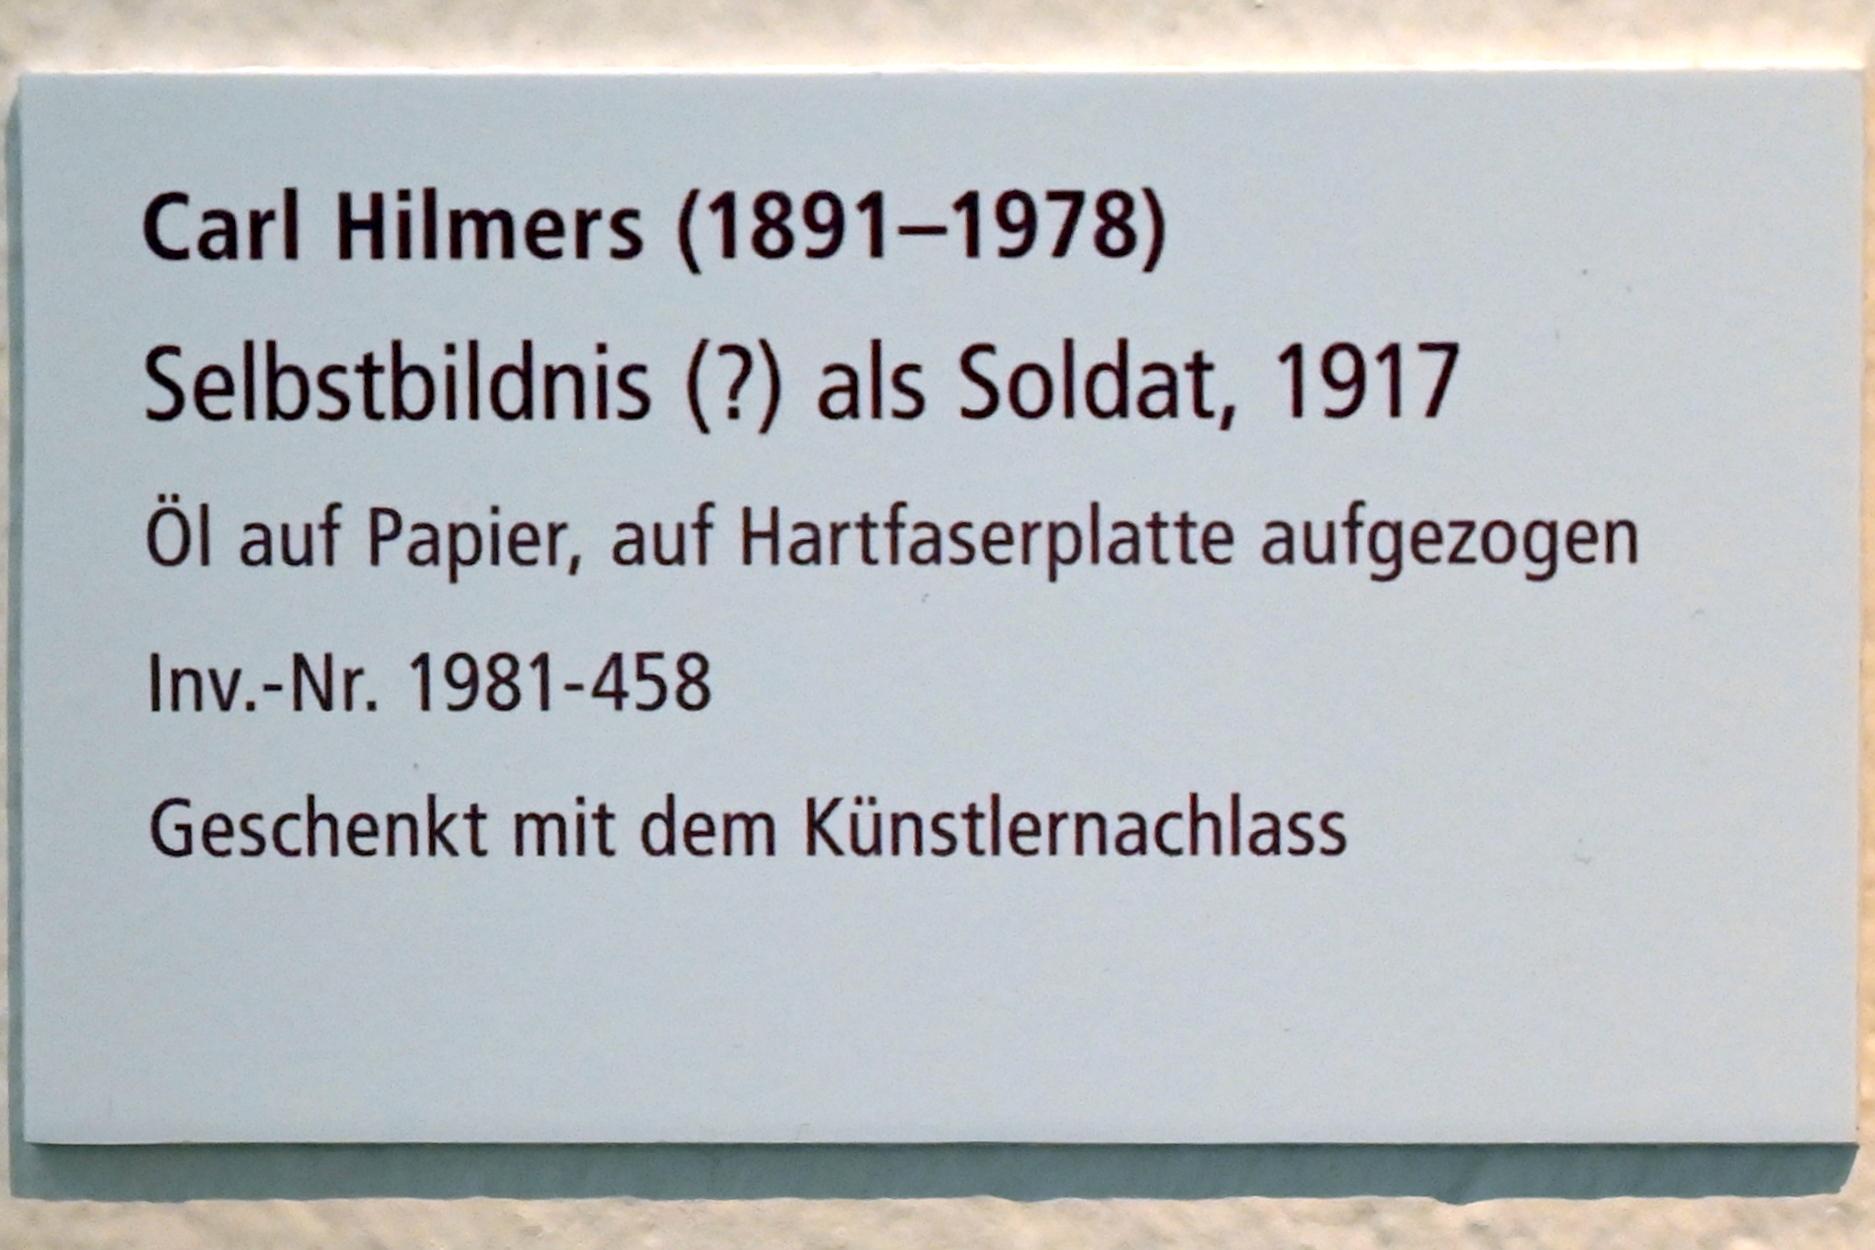 Carl Hilmers (1891–1978)
Selbstbildnis (?) als Soldat, 1917
Öl auf Papier, auf Hartfaserplatte aufgezogen
Inv.-Nr. 1981-458
Geschenkt mit dem Künstlernachlass